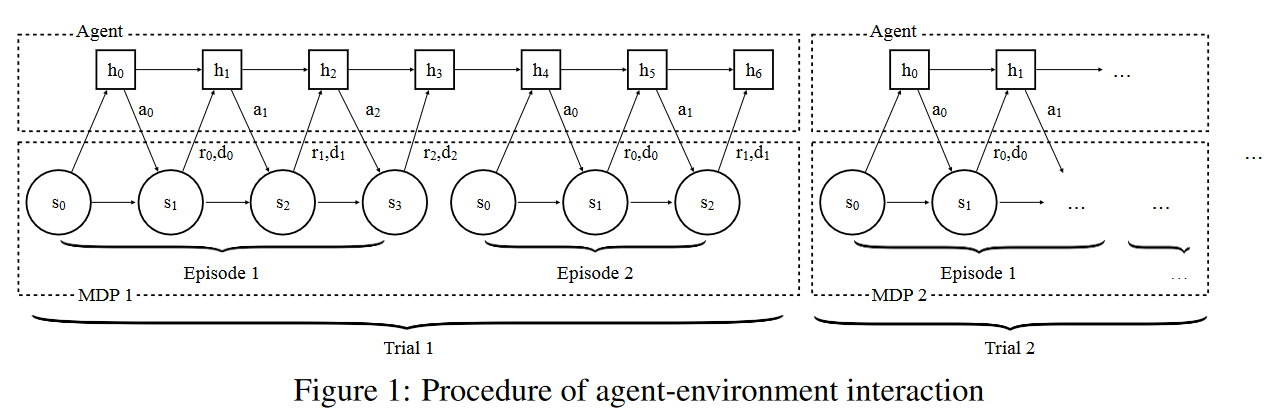 Agent Agent
h₀ h₁ h₂ h₃ h₄ h₅ h₆ h₀ h₁ ...
a₀ a₁ a₂ a₀ a₁ a₀ a₁
r₀,d₀ r₁,d₁ r₂,d₂ r₀,d₀ r₁,d₁ r₀,d₀ ...
s₀ s₁ s₂ s₃ s₀ s₁ s₂ s₀ s₁ ... ...
Episode 1 Episode 2 Episode 1 ...
MDP 1 MDP 2
Trial 1 Trial 2
Figure 1: Procedure of agent-environment interaction